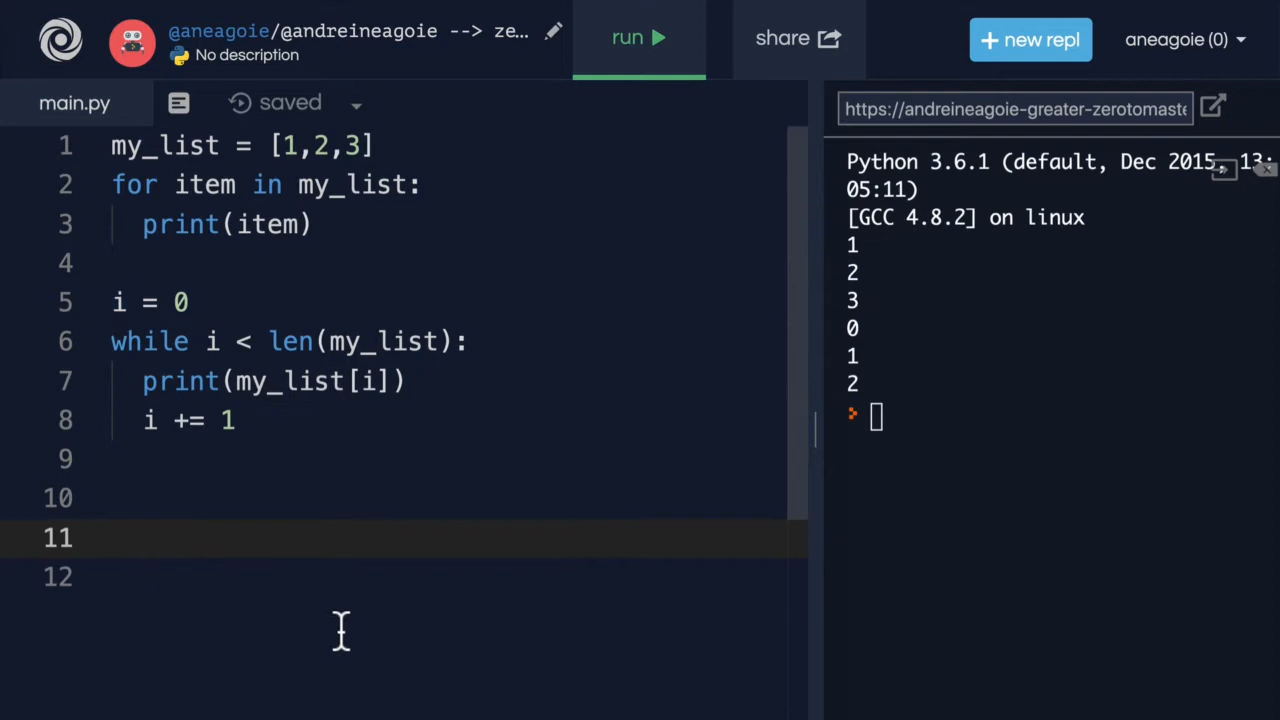 @aneagoie/@andreineagoie --> ze...
No description
run
share
+ new repl
aneagoie (0)
main.py
saved
https://andreineagoie-greater-zerotomaste
1 my_list = [1,2,3]
2 for item in my_list:
3 print(item)
4
5 i = 0
6 while i < len(my_list):
7 print(my_list[i])
8 i += 1
9
10
11
12
Python 3.6.1 (default, Dec 2015, 13:
05:11)
[GCC 4.8.2] on linux
1
2
3
0
1
2